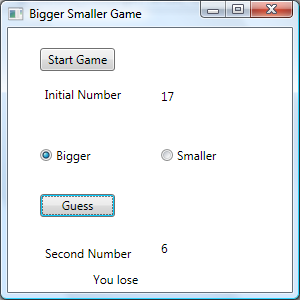 Bigger Smaller Game
Start Game
Initial Number 17
Bigger Smaller
Guess
Second Number 6
You lose